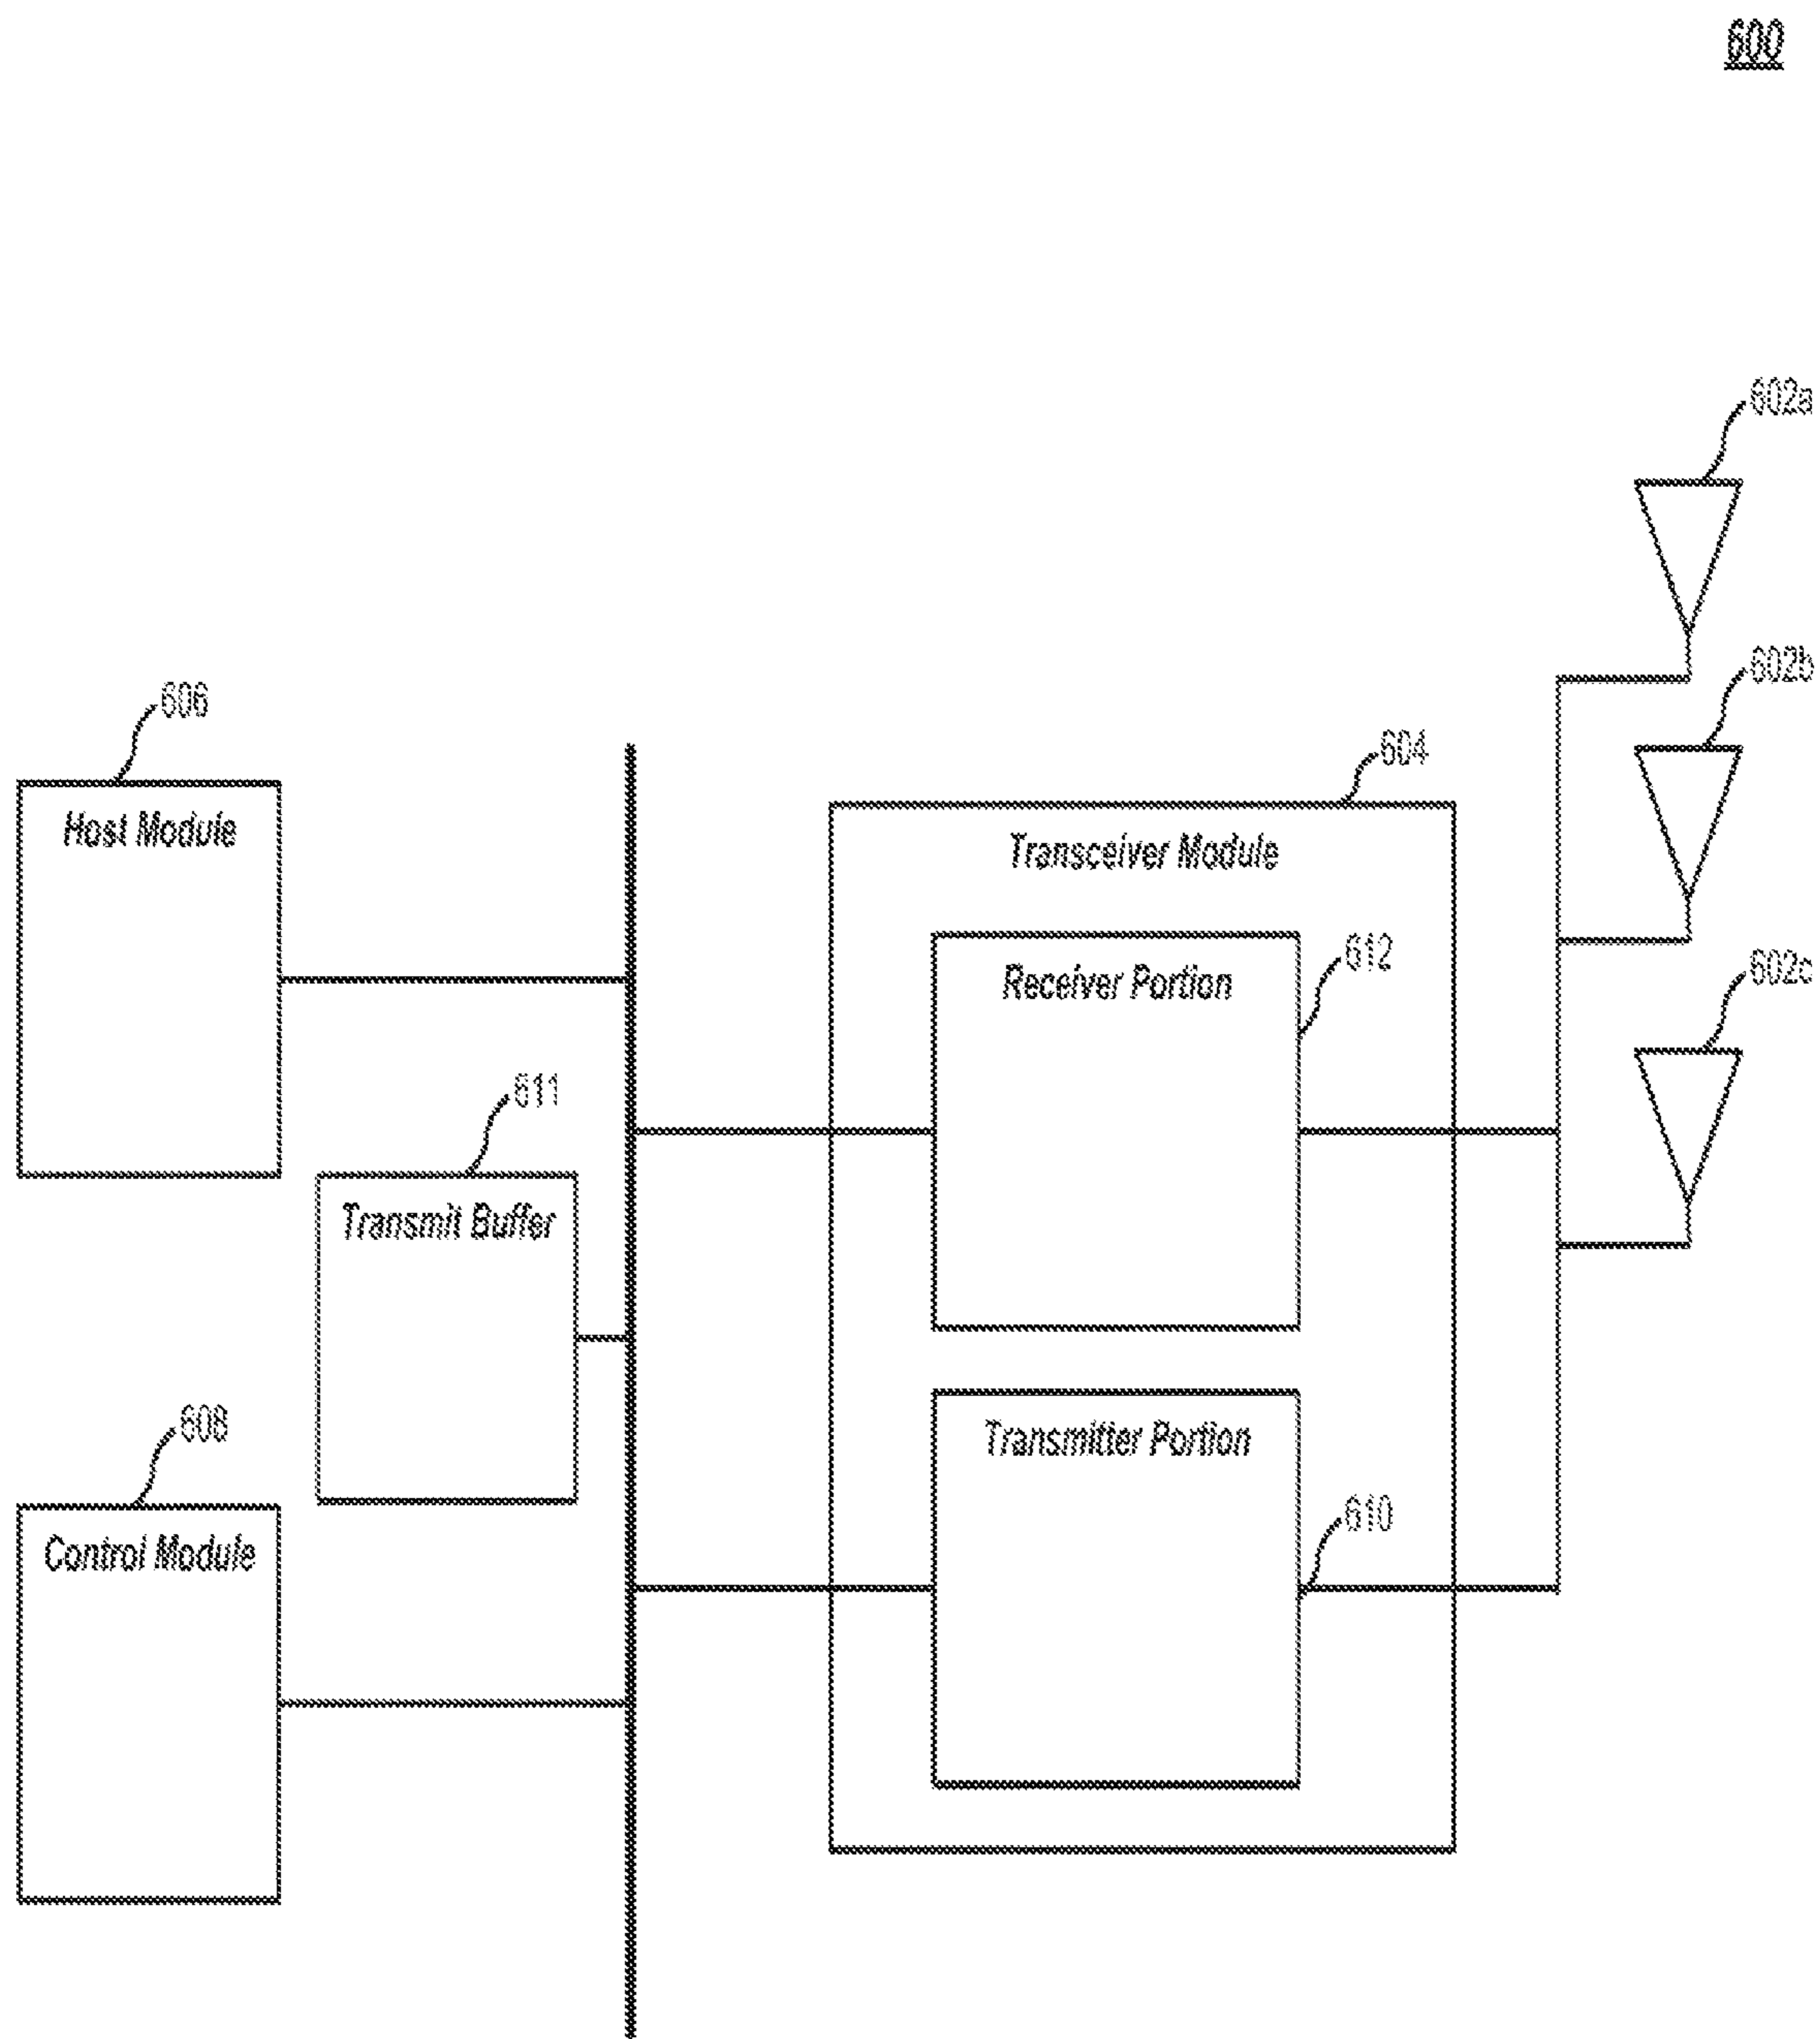 600
602a
602b
606
604
Host Module
Transceiver Module
612
602c
Receiver Portion
611
Transmit Buffer
608
Transmitter Portion
610
Control Module